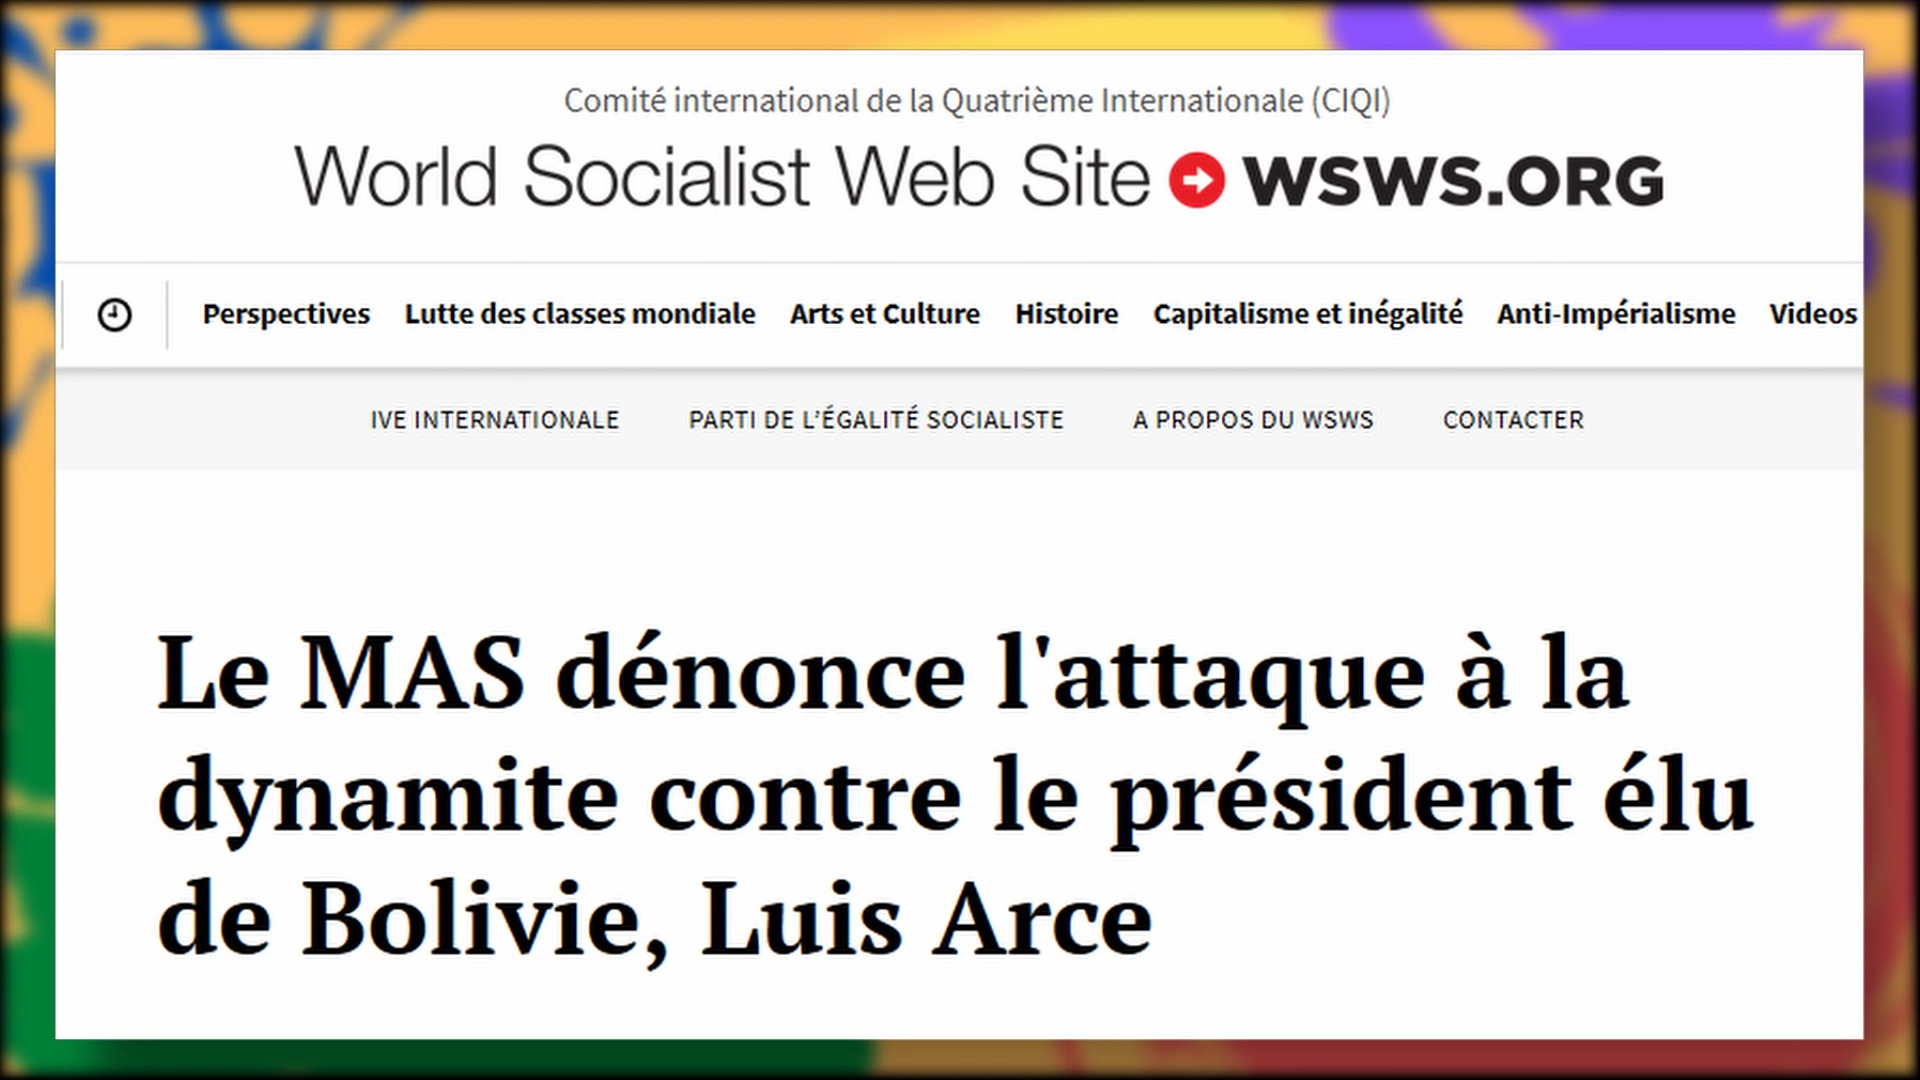 Comité international de la Quatrième Internationale (CIQI)
World Socialist Web Site WSWS.ORG
Perspectives Lutte des classes mondiale Arts et Culture Histoire Capitalisme et inégalité Anti-Impérialisme Videos
IVE INTERNATIONALE PARTI DE L’ÉGALITÉ SOCIALISTE A PROPOS DU WSWS CONTACTER
Le MAS dénonce l'attaque à la
dynamite contre le président élu
de Bolivie, Luis Arce